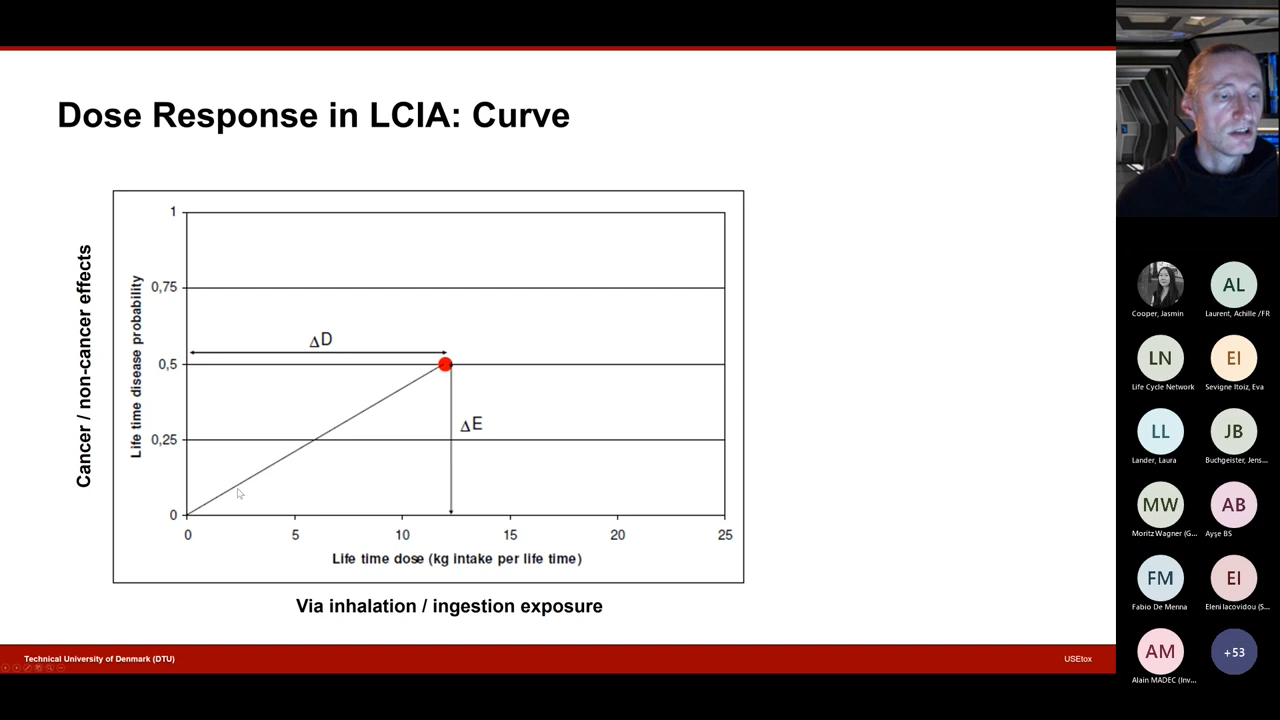 Dose Response in LCIA: Curve
Cancer / non-cancer effects
Life time disease probability
1
0,75
0,5
0,25
0
ΔD
ΔE
0
5
10
15
20
25
Life time dose (kg intake per life time)
Via inhalation / ingestion exposure
Technical University of Denmark (DTU)
USEtox
Cooper, Jasmin
AL
Laurent, Achille /FR
LN
Life Cycle Network
EI
Sevigne Itoiz, Eva
LL
Lander, Laura
JB
Buchgeister, Jens...
MW
Moritz Wagner (G...
AB
Ayşe BS
FM
Fabio De Menna
EI
Eleni Iacovidou (S...
AM
Alain MADEC (Inv...
+53